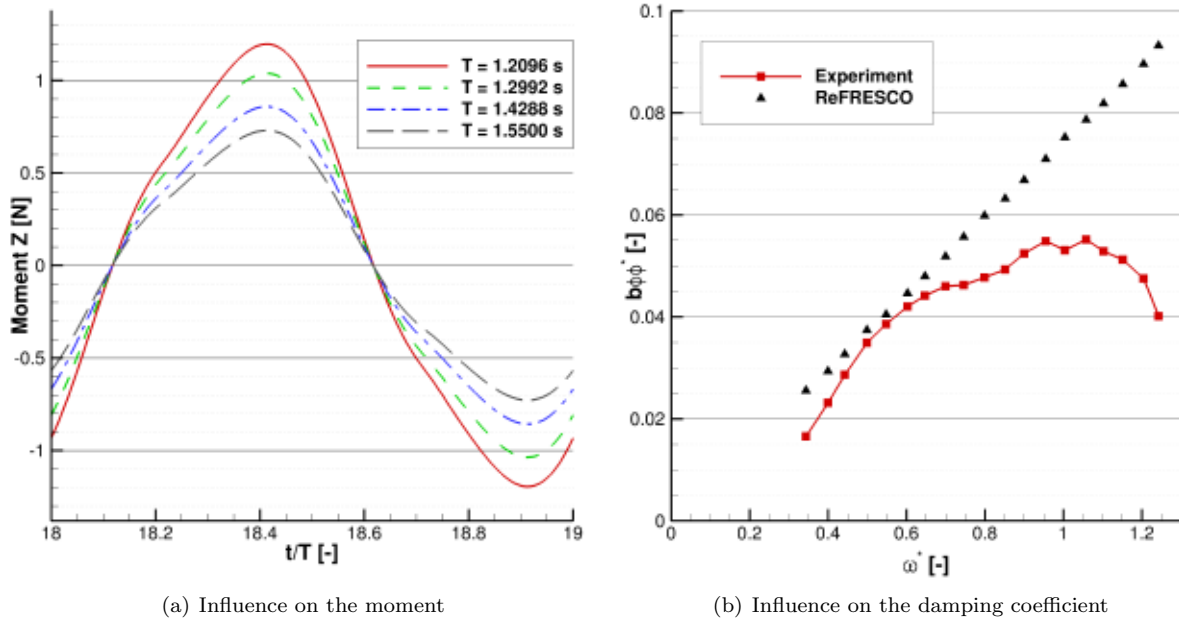 1
0.5
0
-0.5
-1
Moment Z [N]
T = 1.2096 s
T = 1.2992 s
T = 1.4288 s
T = 1.5500 s
18
18.2
18.4
18.6
18.8
19
t/T [-]
(a) Influence on the moment
0.1
0.08
0.06
0.04
0.02
0
bϕϕ* [-]
Experiment
ReFRESCO
0
0.2
0.4
0.6
0.8
1
1.2
ω* [-]
(b) Influence on the damping coefficient